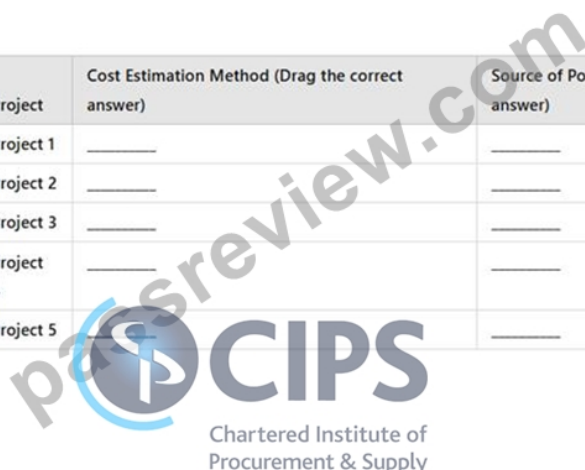 Cost Estimation Method (Drag the correct
Source of Po
roject
answer)
answer)
roject 1
roject 2
roject 3
roject
roject 5
passreview.com
CIPS
Chartered Institute of
Procurement & Supply